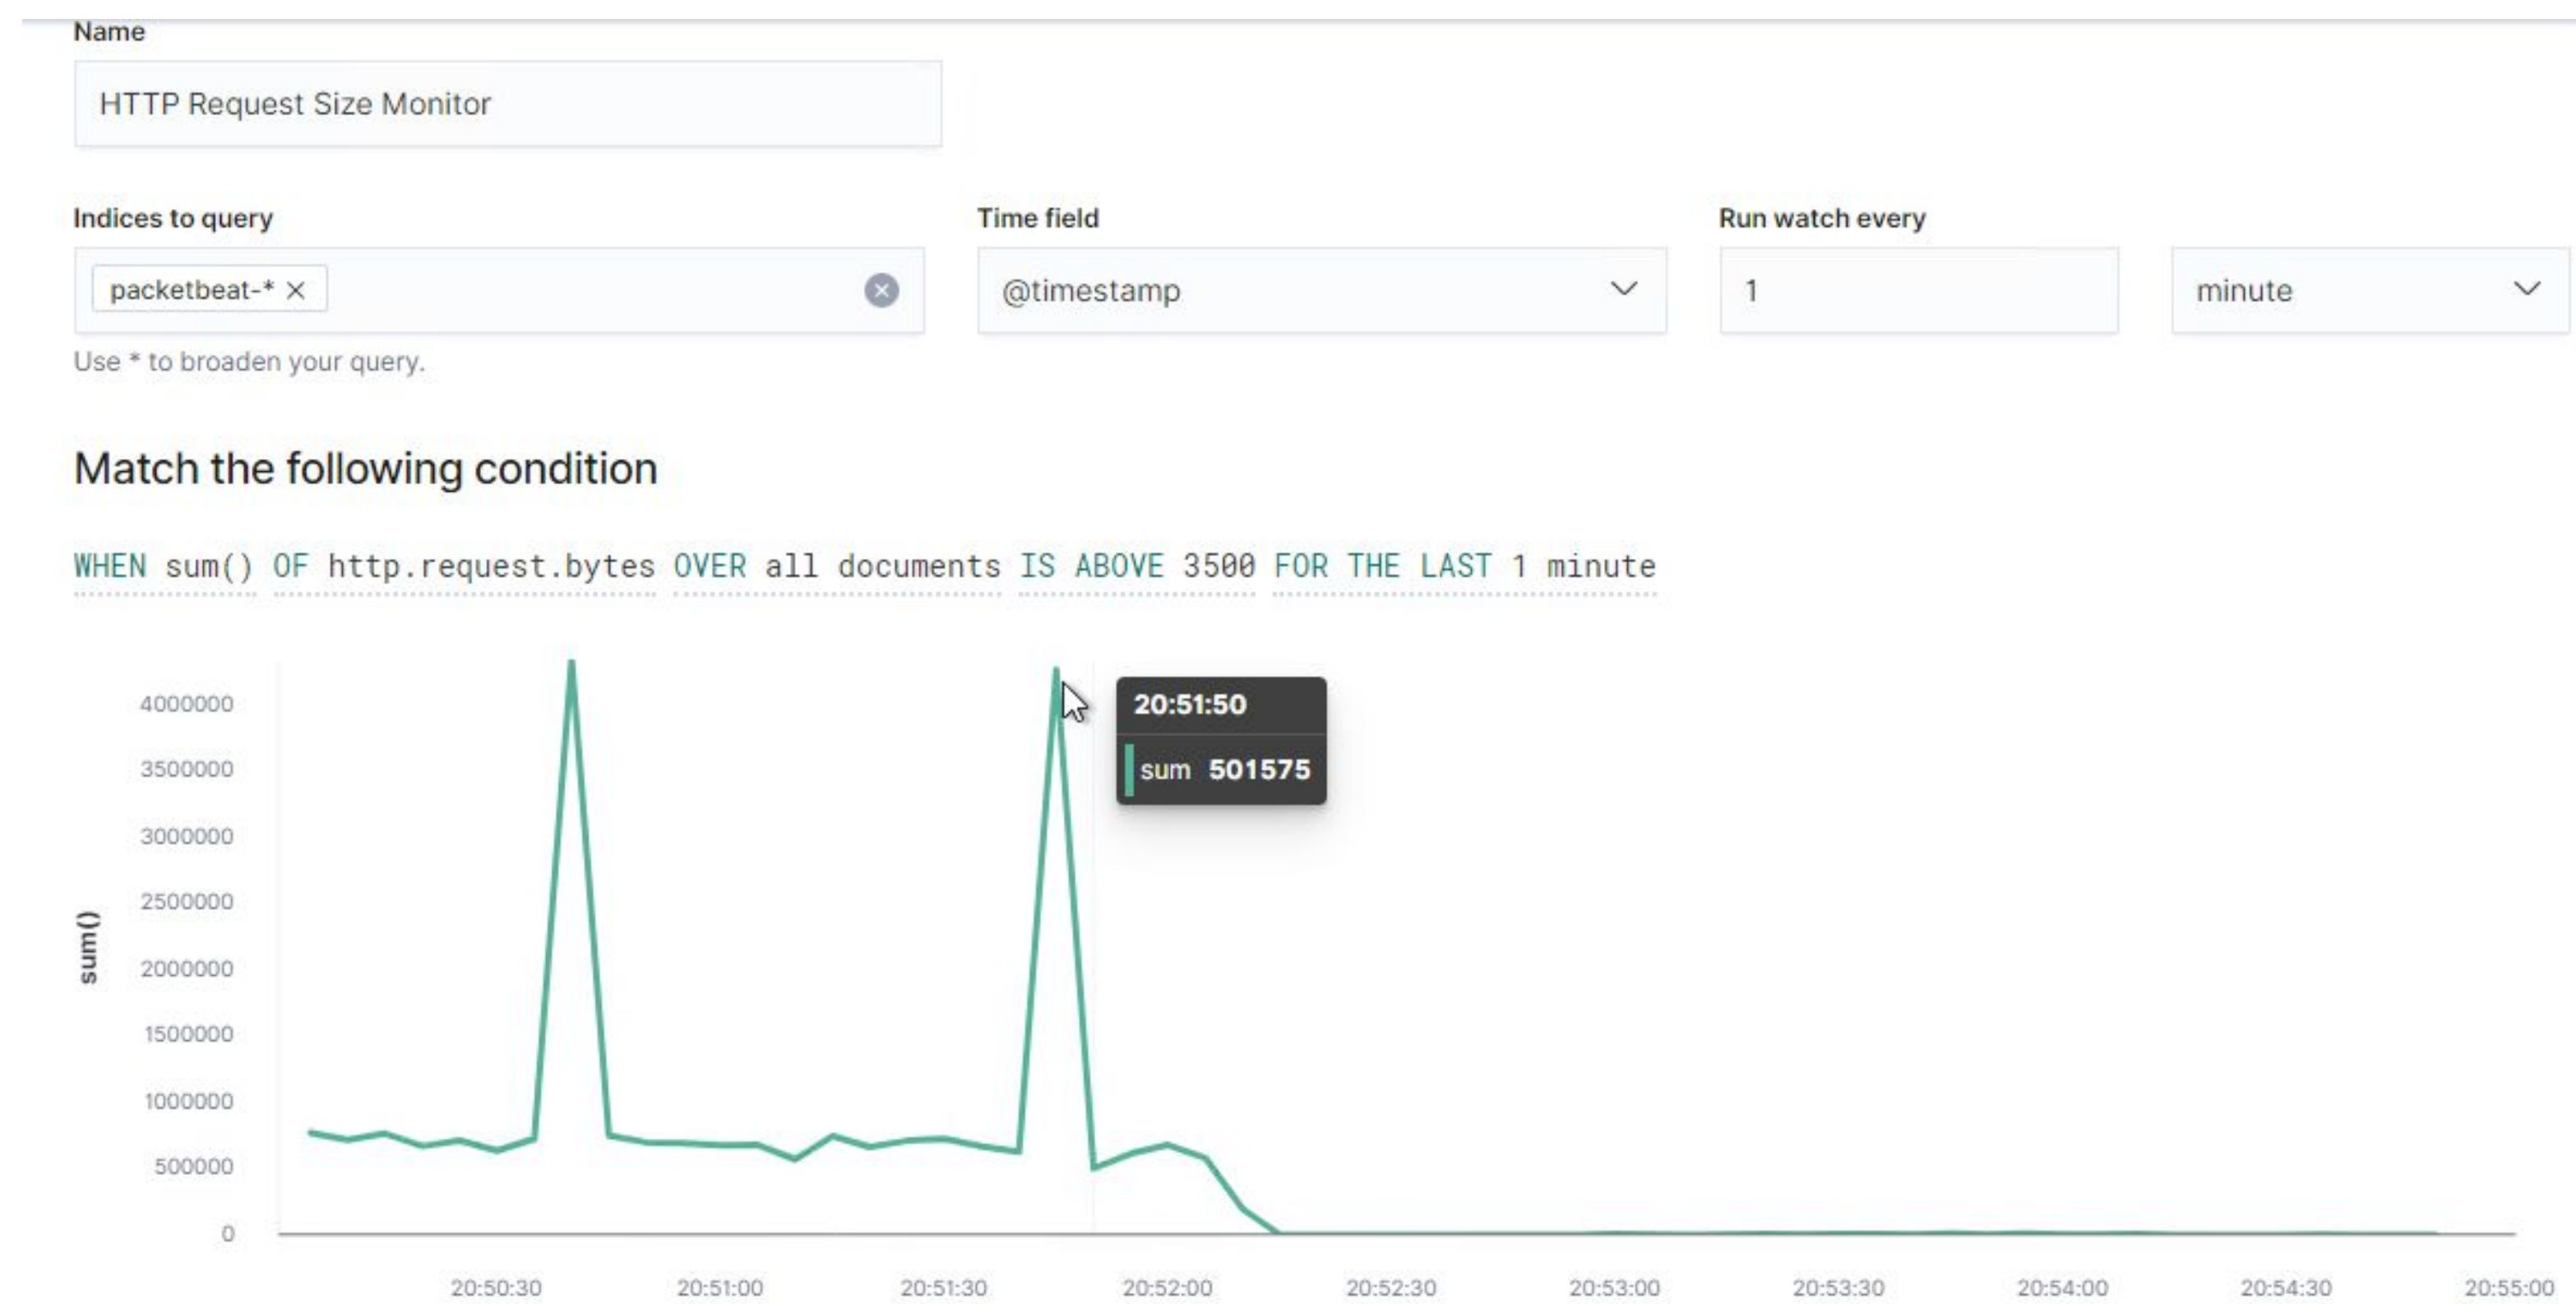 Name
HTTP Request Size Monitor
Indices to query Time field Run watch every
packetbeat-* @timestamp 1 minute
Use * to broaden your query.
Match the following condition
WHEN sum() OF http.request.bytes OVER all documents IS ABOVE 3500 FOR THE LAST 1 minute
sum()
4000000
3500000
3000000
2500000
2000000
1500000
1000000
500000
0
20:51:50
sum 501575
20:50:30 20:51:00 20:51:30 20:52:00 20:52:30 20:53:00 20:53:30 20:54:00 20:54:30 20:55:00